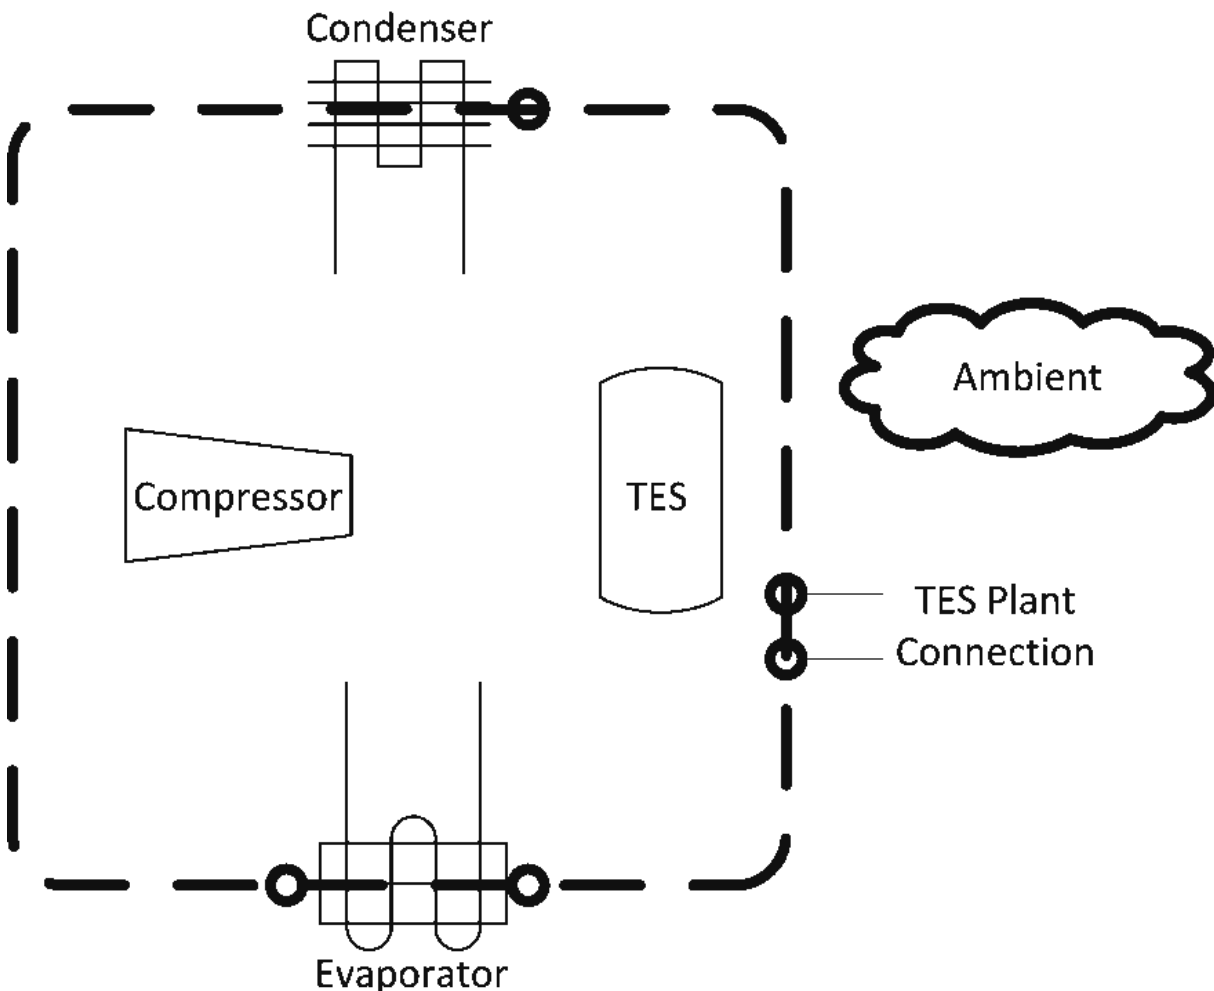 Condenser
Ambient
Compressor
TES
TES Plant
Connection
Evaporator